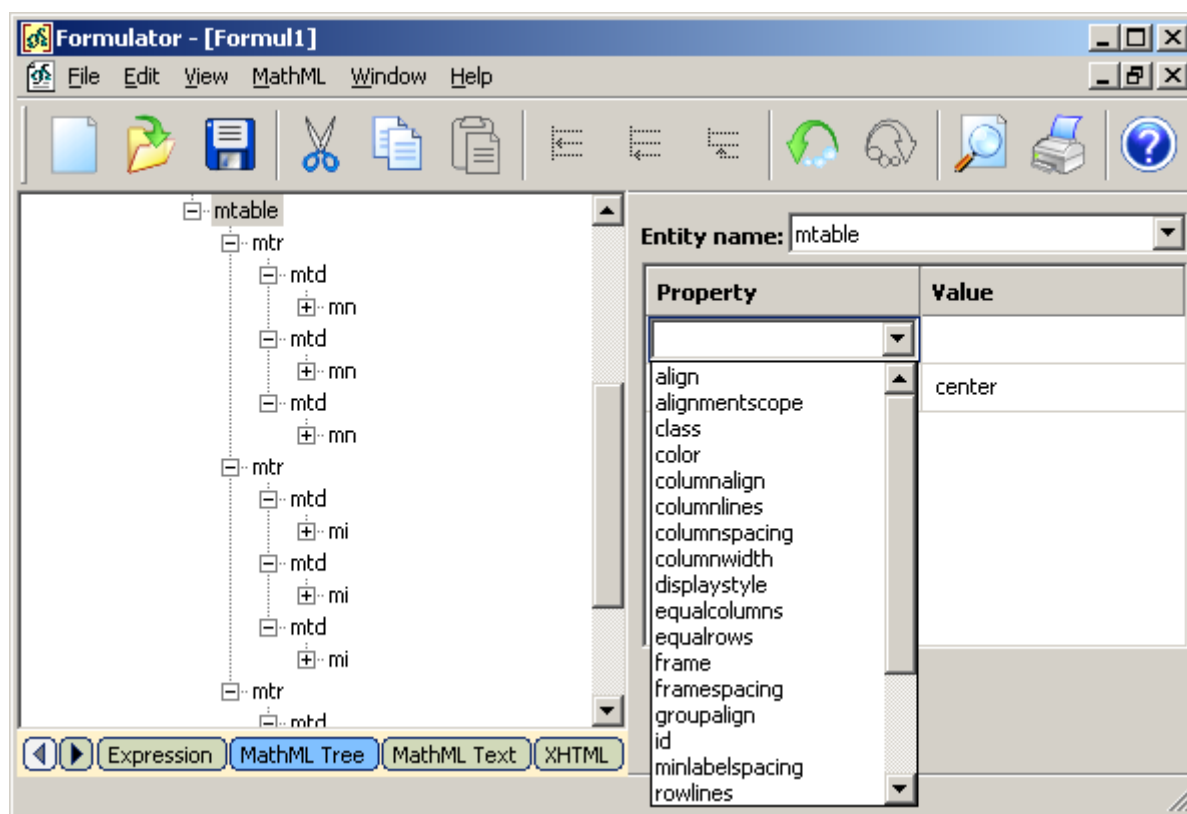 Formulator - [Formul1]
File Edit View MathML Window Help
mtable
mtr
mtd
mn
mtd
mn
mtd
mn
mtr
mtd
mi
mtd
mi
mtd
mi
mtr
mtd
Expression MathML Tree MathML Text XHTML
Entity name: mtable
Property Value
center
align
alignmentscope
class
color
columnalign
columnlines
columnspacing
columnwidth
displaystyle
equalcolumns
equalrows
frame
framespacing
groupalign
id
minlabelspacing
rowlines